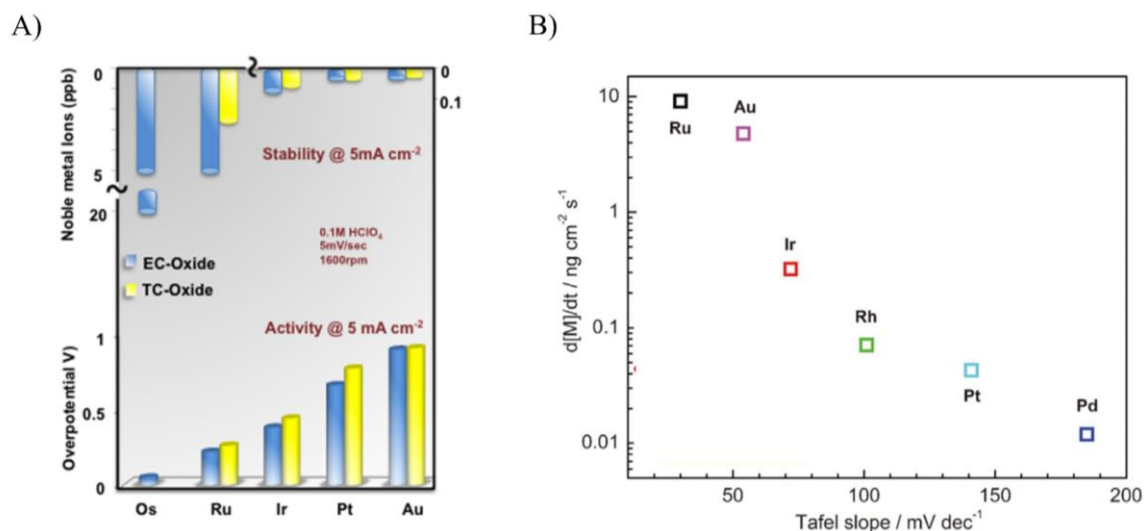 A)
0
5
20
Noble metal Ions (ppb)
0
0.1
Stability @ 5mA cm⁻²
0.1M HClO₄
5mV/sec
1600rpm
EC-Oxide
TC-Oxide
Activity @ 5 mA cm⁻²
1
0.5
0
Overpotential V)
Os Ru Ir Pt Au
B)
10
1
0.1
0.01
d[M]/dt / ng cm⁻² s⁻¹
Ru
Au
Ir
Rh
Pt
Pd
50 100 150 200
Tafel slope / mV dec⁻¹